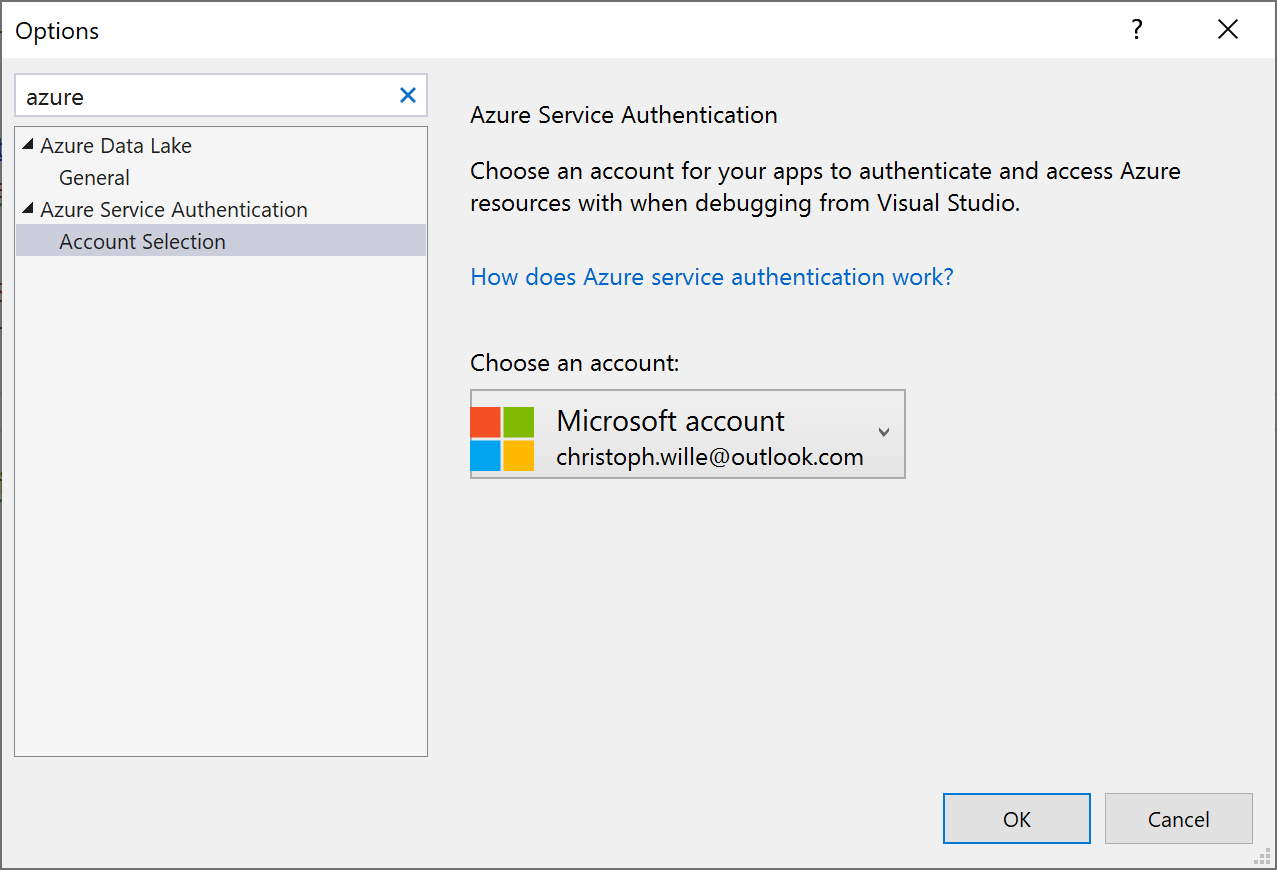 Options
?
azure
Azure Data Lake
General
Azure Service Authentication
Account Selection
Azure Service Authentication
Choose an account for your apps to authenticate and access Azure
resources with when debugging from Visual Studio.
How does Azure service authentication work?
Choose an account:
Microsoft account
christoph.wille@outlook.com
OK
Cancel